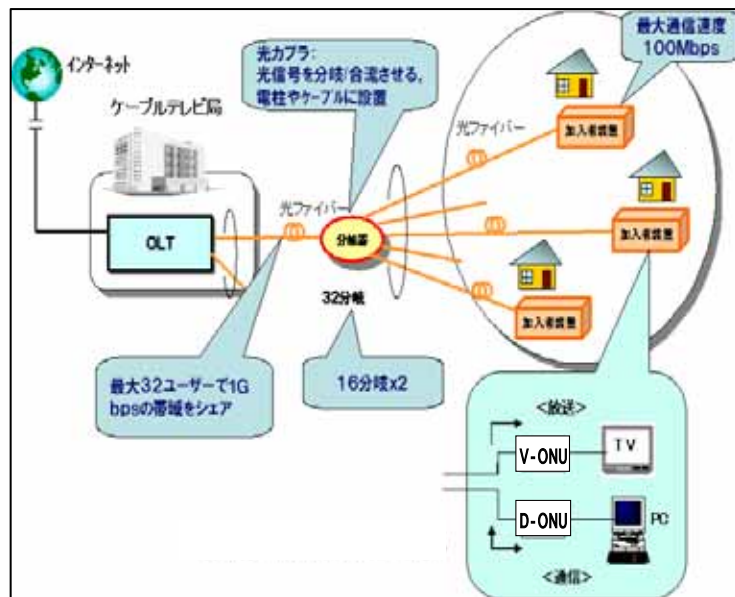 インターネット
ケーブルテレビ局
OLT
光カプラ:
光信号を分岐/合流させる。
電柱やケーブルに設置
光ファイバー
分岐器
32分岐
16分岐x2
最大32ユーザーで1G
bpsの帯域をシェア
最大通信速度
100Mbps
光ファイバー
加入者装置
加入者装置
加入者装置
<放送>
V-ONU
TV
D-ONU
PC
<通信>